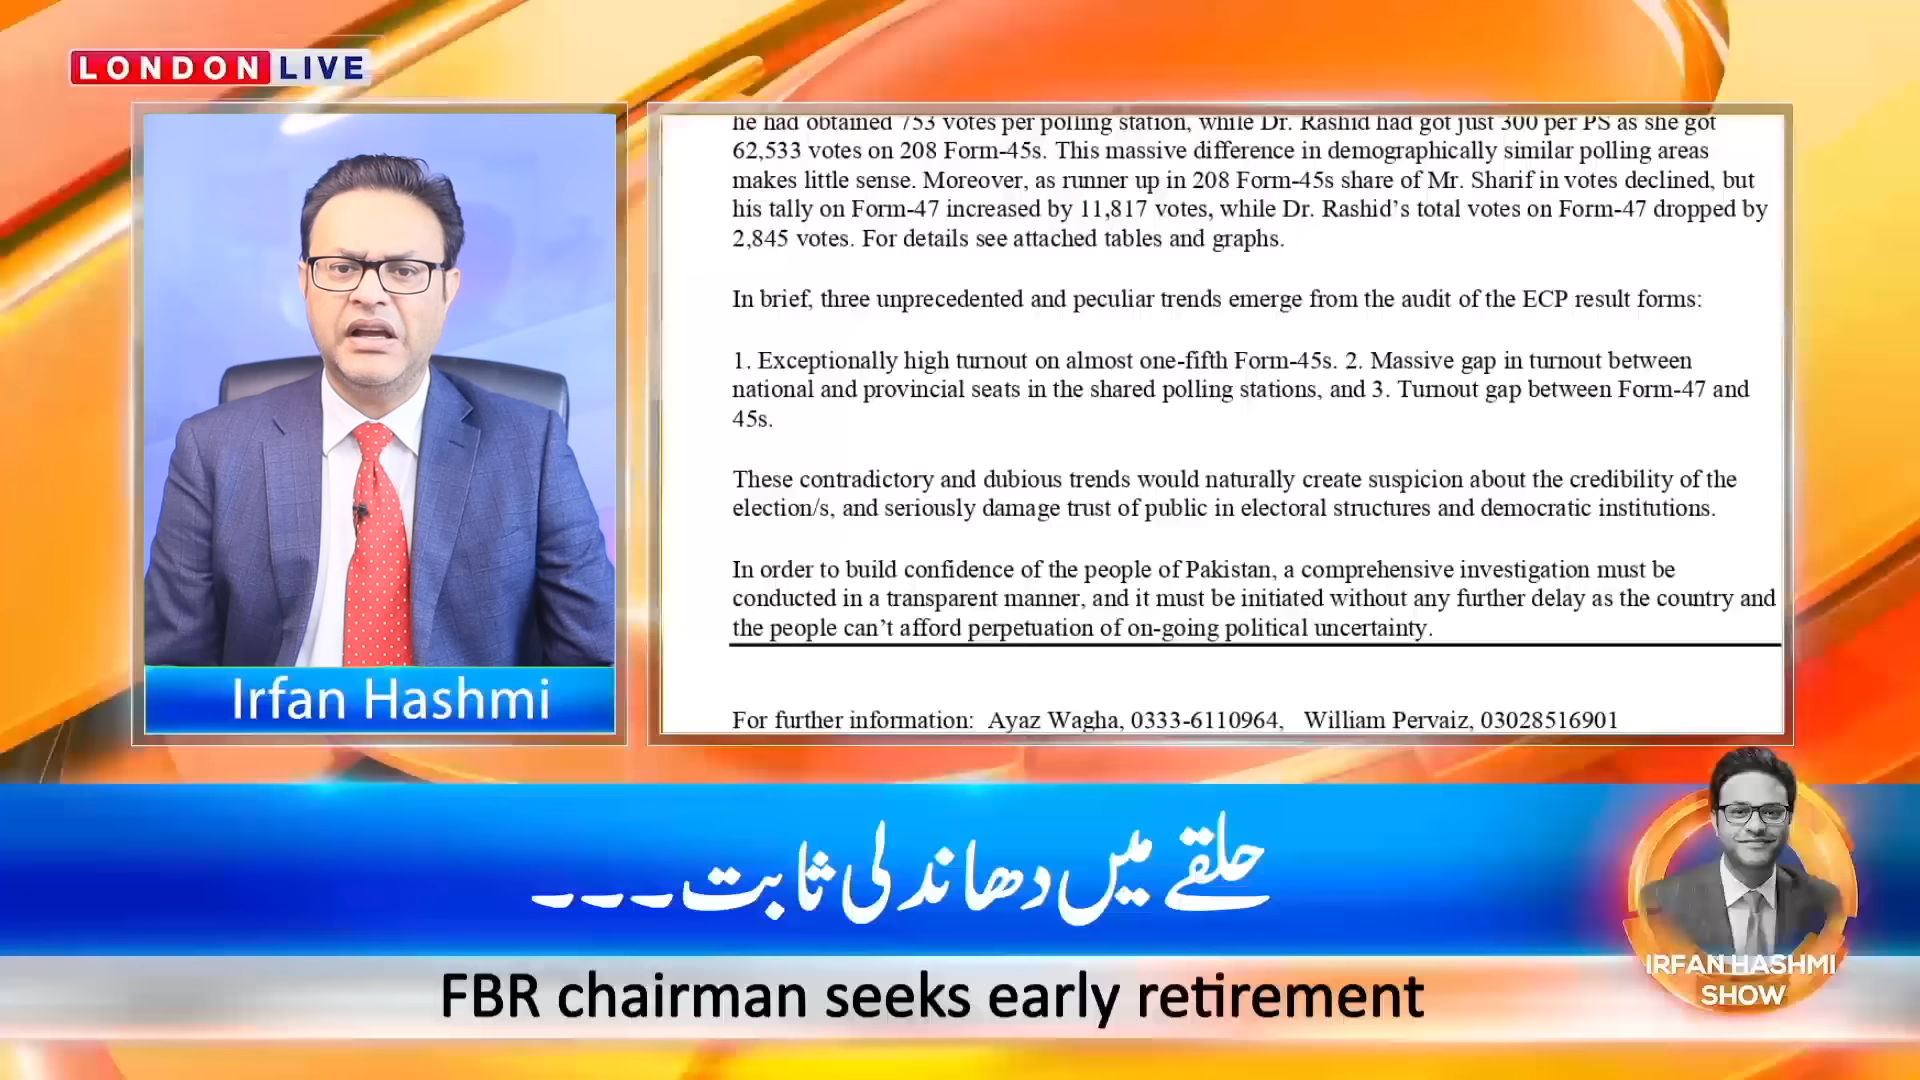 LONDON LIVE
he had obtained 753 votes per polling station, while Dr. Rashid had got just 300 per PS as she got
62,533 votes on 208 Form-45s. This massive difference in demographically similar polling areas
makes little sense. Moreover, as runner up in 208 Form-45s share of Mr. Sharif in votes declined, but
his tally on Form-47 increased by 11,817 votes, while Dr. Rashid’s total votes on Form-47 dropped by
2,845 votes. For details see attached tables and graphs.
In brief, three unprecedented and peculiar trends emerge from the audit of the ECP result forms:
1. Exceptionally high turnout on almost one-fifth Form-45s. 2. Massive gap in turnout between
national and provincial seats in the shared polling stations, and 3. Turnout gap between Form-47 and
45s.
These contradictory and dubious trends would naturally create suspicion about the credibility of the
election/s, and seriously damage trust of public in electoral structures and democratic institutions.
In order to build confidence of the people of Pakistan, a comprehensive investigation must be
conducted in a transparent manner, and it must be initiated without any further delay as the country and
the people can’t afford perpetuation of on-going political uncertainty.
For further information: Ayaz Wagha, 0333-6110964, William Pervaiz, 03028516901
Irfan Hashmi
حلقے میں دھاندلی ثابت۔۔۔
FBR chairman seeks early retirement
IRFAN HASHMI
SHOW